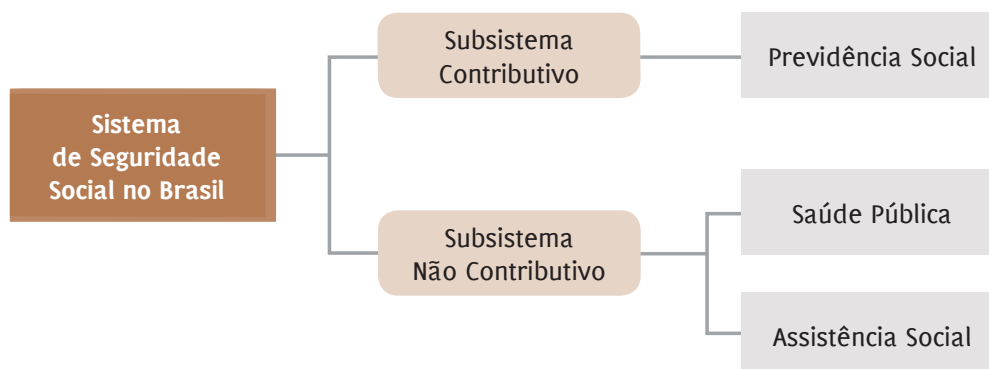 Sistema
de Seguridade
Social no Brasil
Subsistema
Contributivo
Previdência Social
Subsistema
Não Contributivo
Saúde Pública
Assistência Social